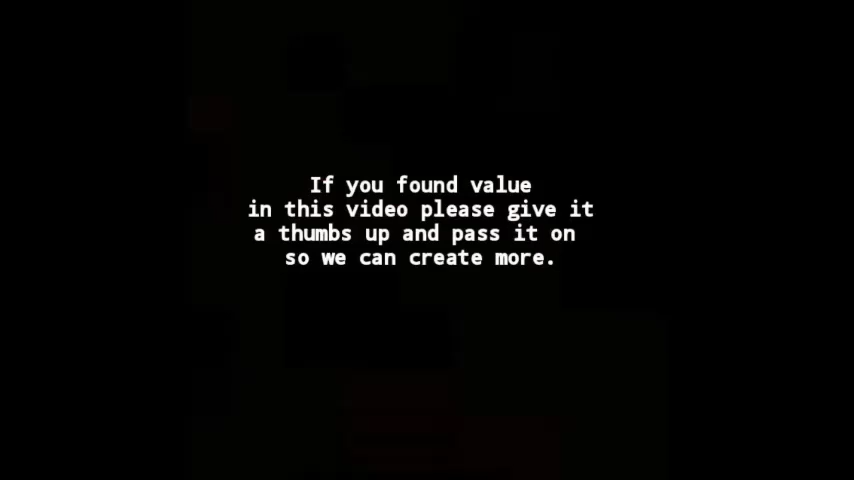 If you found value
in this video please give it
a thumbs up and pass it on
so we can create more.